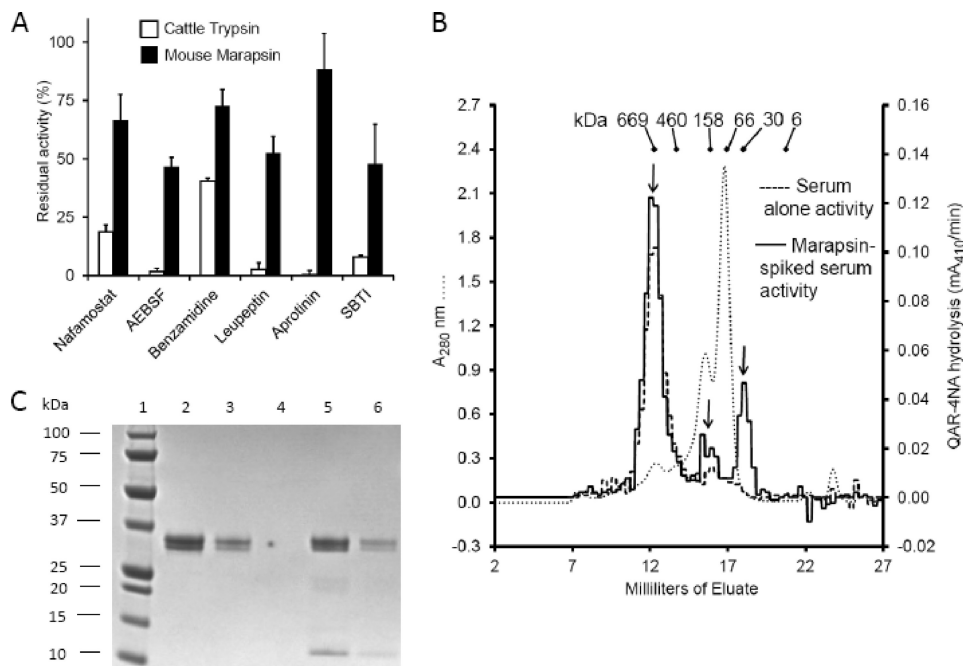 A
Cattle Trypsin
Mouse Marapsin
100
75
50
25
0
Residual activity (%)
Nafamostat
AEBSF
Benzamidine
Leupeptin
Aprotinin
SBTI
B
2.7
2.4
2.1
1.8
1.5
1.2
0.9
0.6
0.3
0.0
-0.3
A280 nm
kDa 669 460 158 66 30 6
Serum
alone activity
Marapsin-
spiked serum
activity
0.16
0.14
0.12
0.10
0.08
0.06
0.04
0.02
0.00
-0.02
QAR-4NA hydrolysis (mA410/min)
2 7 12 17 22 27
Milliliters of Eluate
C
kDa 1 2 3 4 5 6
100
75
50
37
25
20
15
10